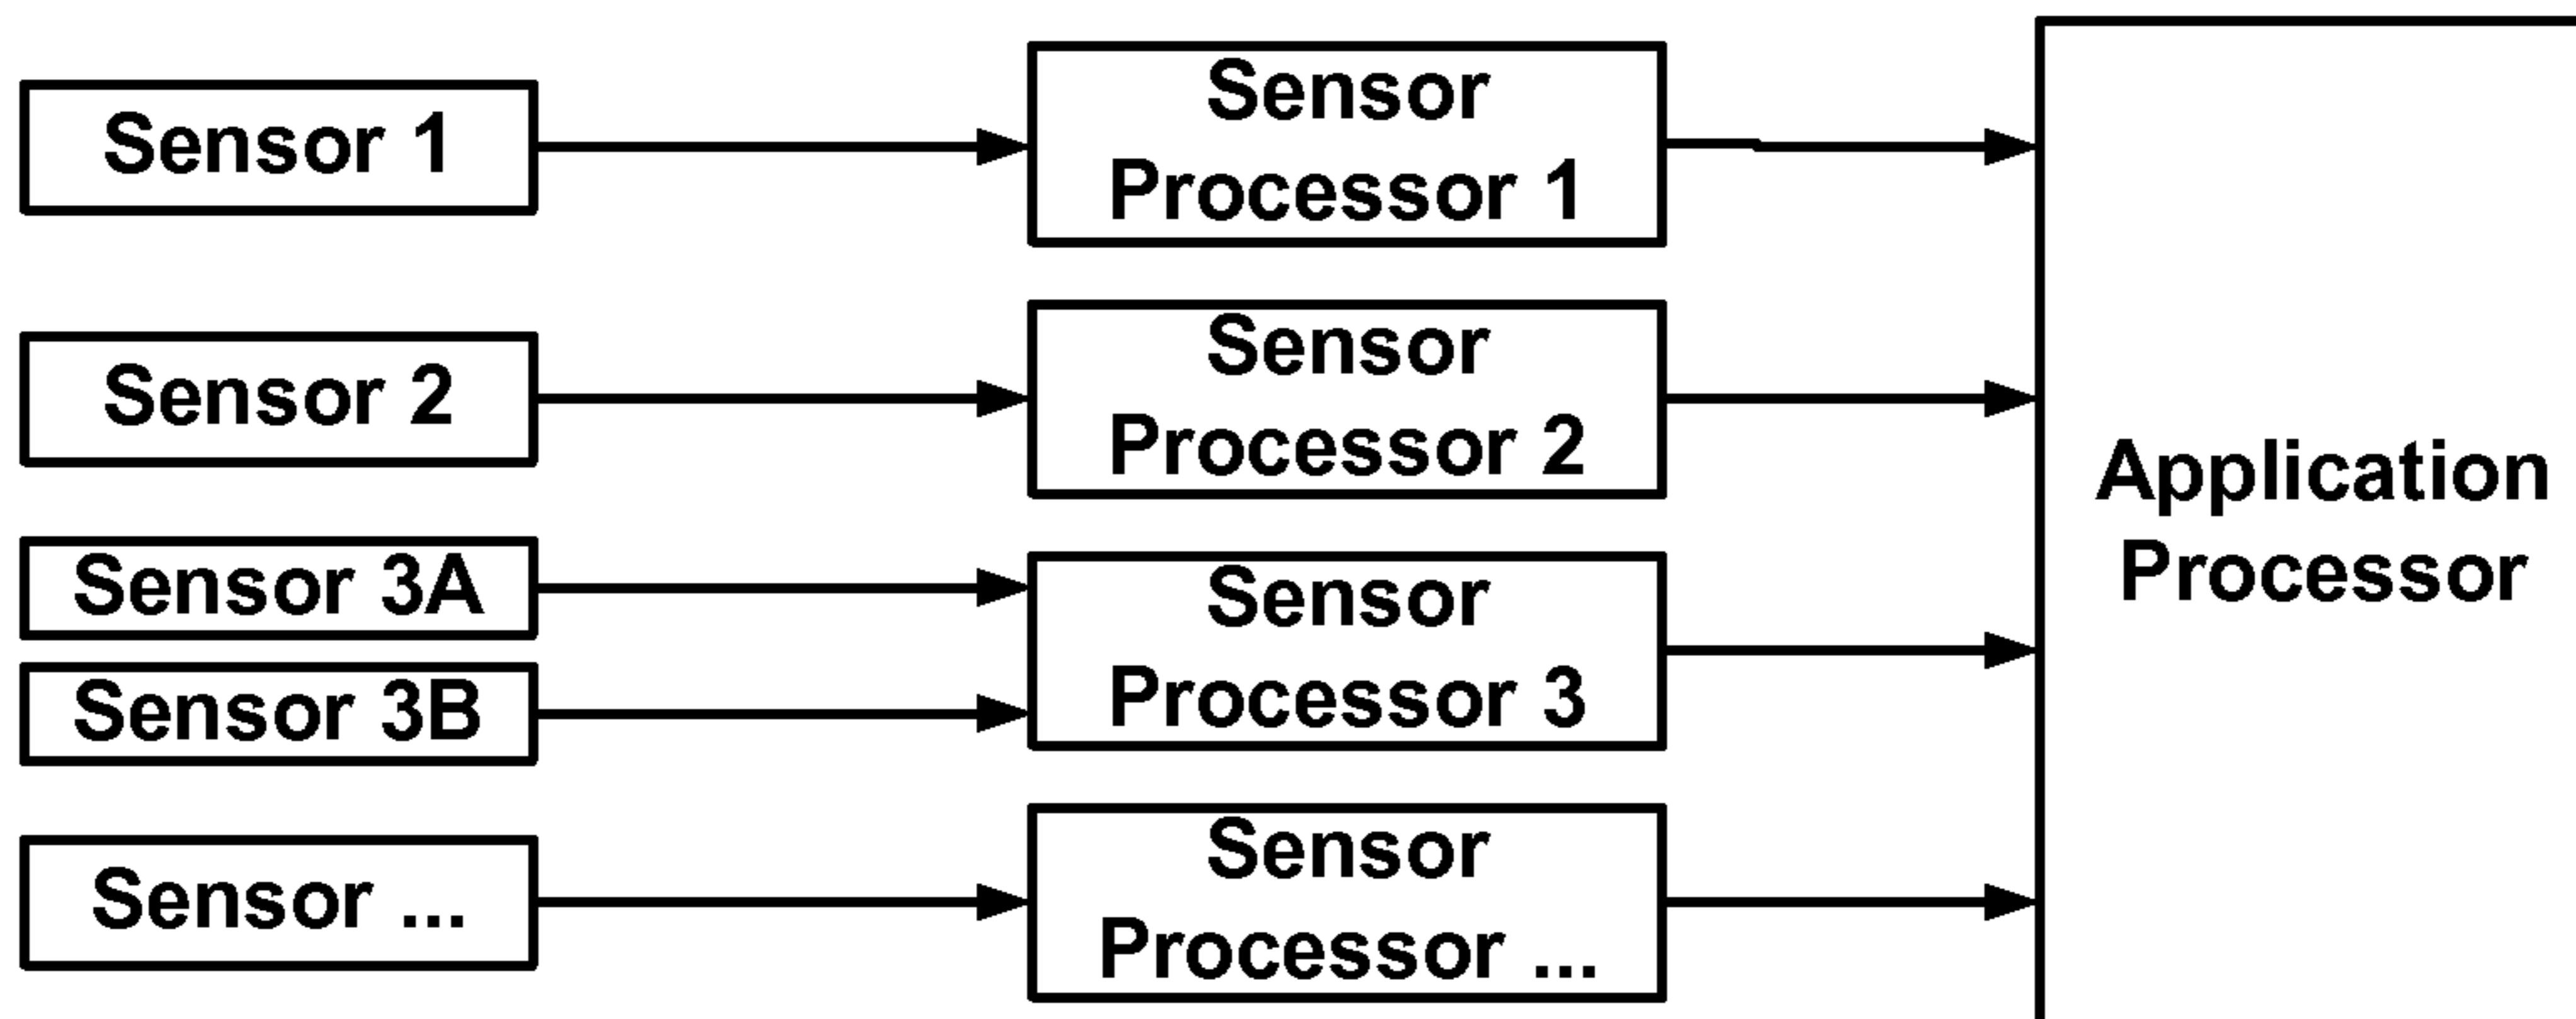 Sensor 1
Sensor
Processor 1
Sensor 2
Sensor
Processor 2
Sensor 3A
Sensor 3B
Sensor
Processor 3
Sensor ...
Sensor
Processor ...
Application
Processor